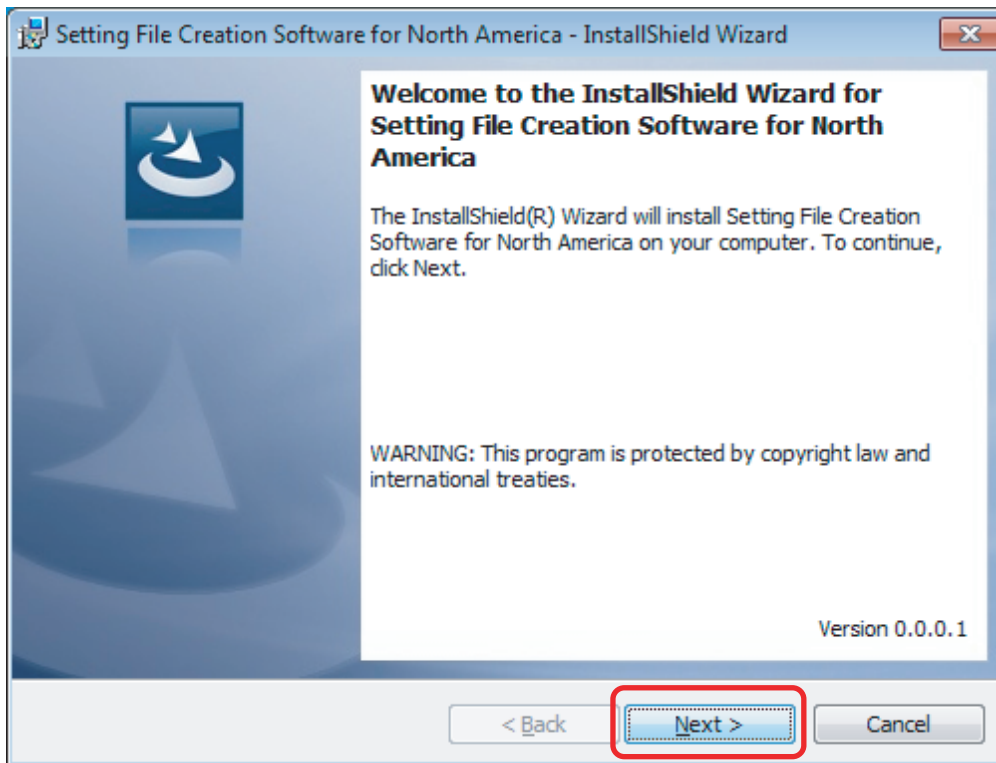 Setting File Creation Software for North America - InstallShield Wizard
Welcome to the InstallShield Wizard for
Setting File Creation Software for North
America
The InstallShield(R) Wizard will install Setting File Creation
Software for North America on your computer. To continue,
click Next.
WARNING: This program is protected by copyright law and
international treaties.
Version 0.0.0.1
< Back
Next >
Cancel